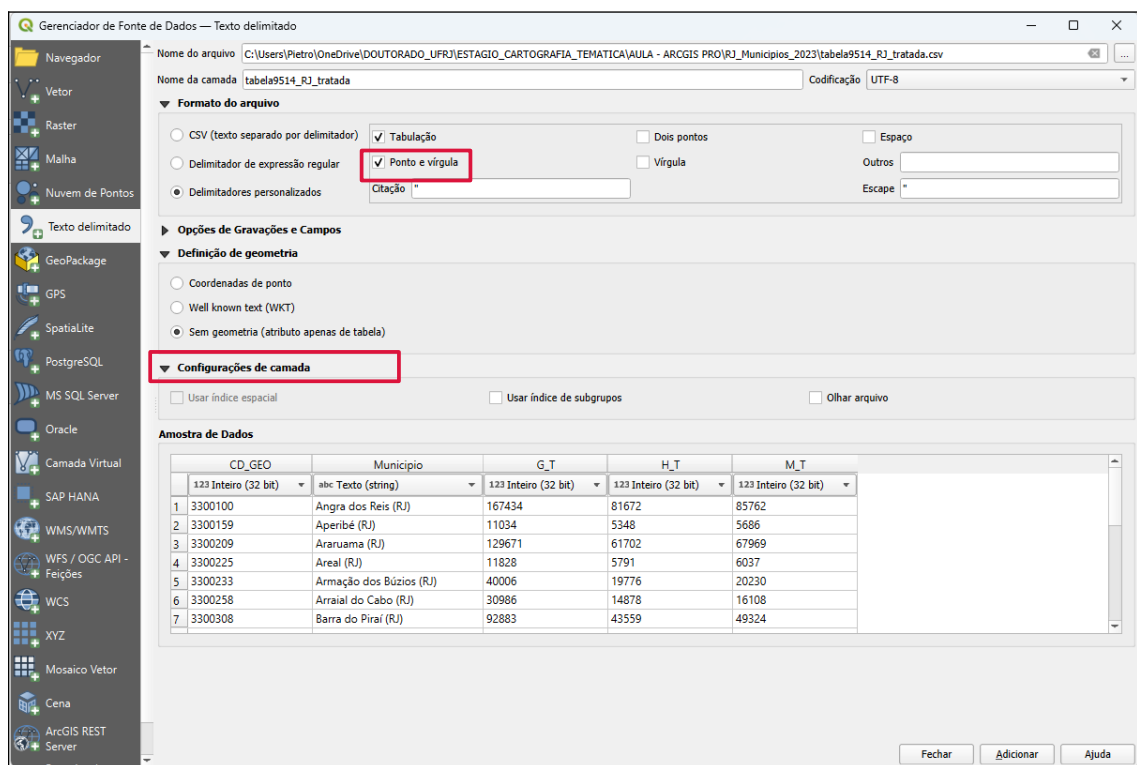 Gerenciador de Fonte de Dados — Texto delimitado
Navegador
Vetor
Raster
Malha
Nuvem de Pontos
Texto delimitado
GeoPackage
GPS
SpatiaLite
PostgreSQL
MS SQL Server
Oracle
Camada Virtual
SAP HANA
WMS/WMTS
WFS / OGC API -
Feições
WCS
XYZ
Mosaico Vetor
Cena
ArcGIS REST
Server
Nome do arquivo C:\Users\Pietro\OneDrive\DOUTORADO_UFRJ\ESTAGIO_CARTOGRAFIA_TEMATICA\AULA - ARCGIS PRO\RJ_Municipios_2023\tabela9514_RJ_tratada.csv ...
Nome da camada tabela9514_RJ_tratada Codificação UTF-8
Formato do arquivo
CSV (texto separado por delimitador) Tabulação Dois pontos Espaço
Delimitador de expressão regular Ponto e vírgula Vírgula Outros
Delimitadores personalizados Citação " Escape "
Opções de Gravações e Campos
Definição de geometria
Coordenadas de ponto
Well known text (WKT)
Sem geometria (atributo apenas de tabela)
Configurações de camada
Usar índice espacial Usar índice de subgrupos Olhar arquivo
Amostra de Dados
CD_GEO Municipio G_T H_T M_T
123 Inteiro (32 bit) abc Texto (string) 123 Inteiro (32 bit) 123 Inteiro (32 bit) 123 Inteiro (32 bit)
1 3300100 Angra dos Reis (RJ) 167434 81672 85762
2 3300159 Aperibé (RJ) 11034 5348 5686
3 3300209 Araruama (RJ) 129671 61702 67969
4 3300225 Areal (RJ) 11828 5791 6037
5 3300233 Armação dos Búzios (RJ) 40006 19776 20230
6 3300258 Arraial do Cabo (RJ) 30986 14878 16108
7 3300308 Barra do Piraí (RJ) 92883 43559 49324
Fechar Adicionar Ajuda